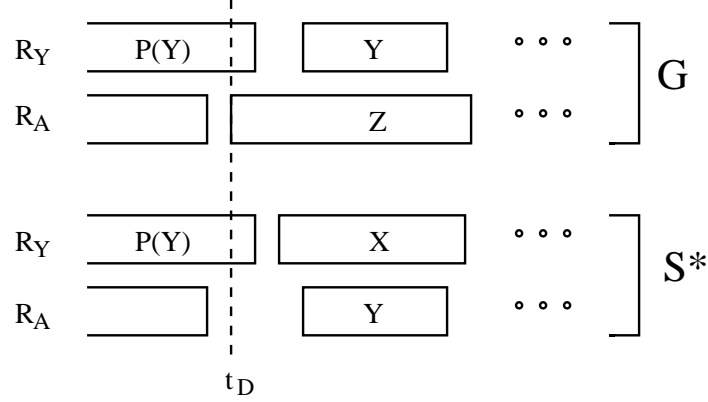 R_Y P(Y) Y ∘ ∘ ∘
R_A Z ∘ ∘ ∘
G
R_Y P(Y) X ∘ ∘ ∘
R_A Y ∘ ∘ ∘
S*
t_D